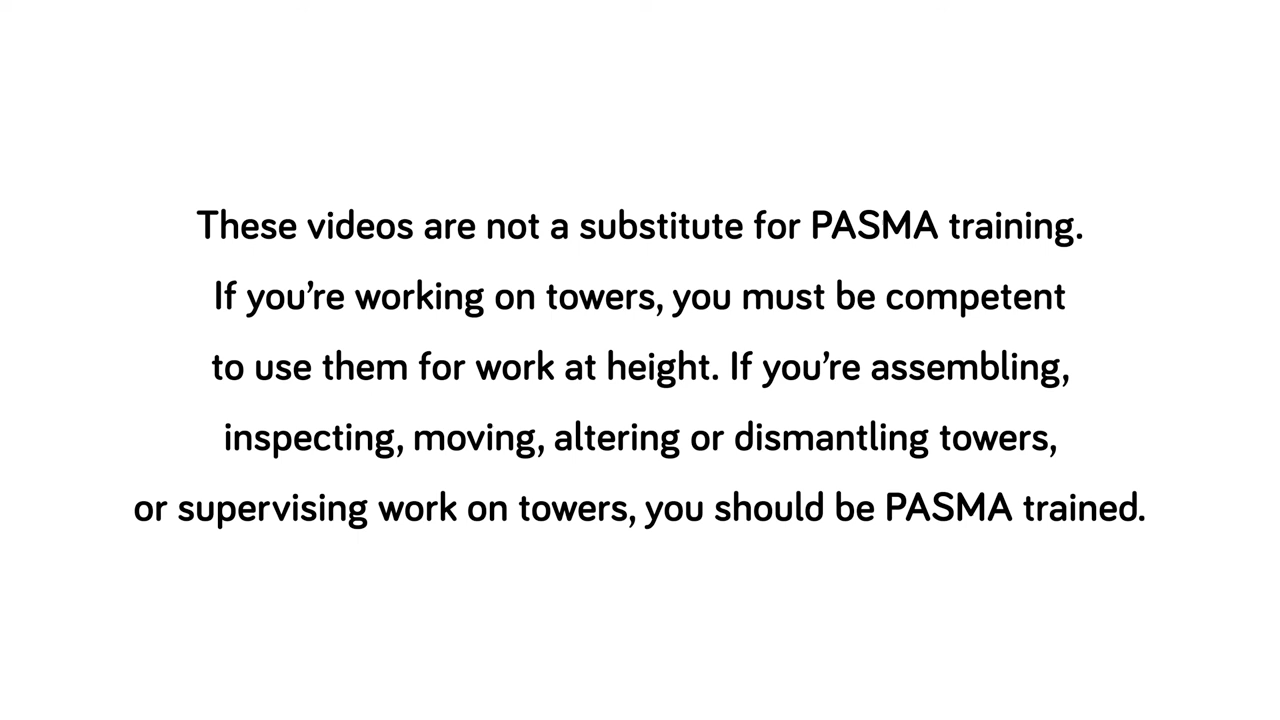 These videos are not a substitute for PASMA training.
If you’re working on towers, you must be competent
to use them for work at height. If you’re assembling,
inspecting, moving, altering or dismantling towers,
or supervising work on towers, you should be PASMA trained.